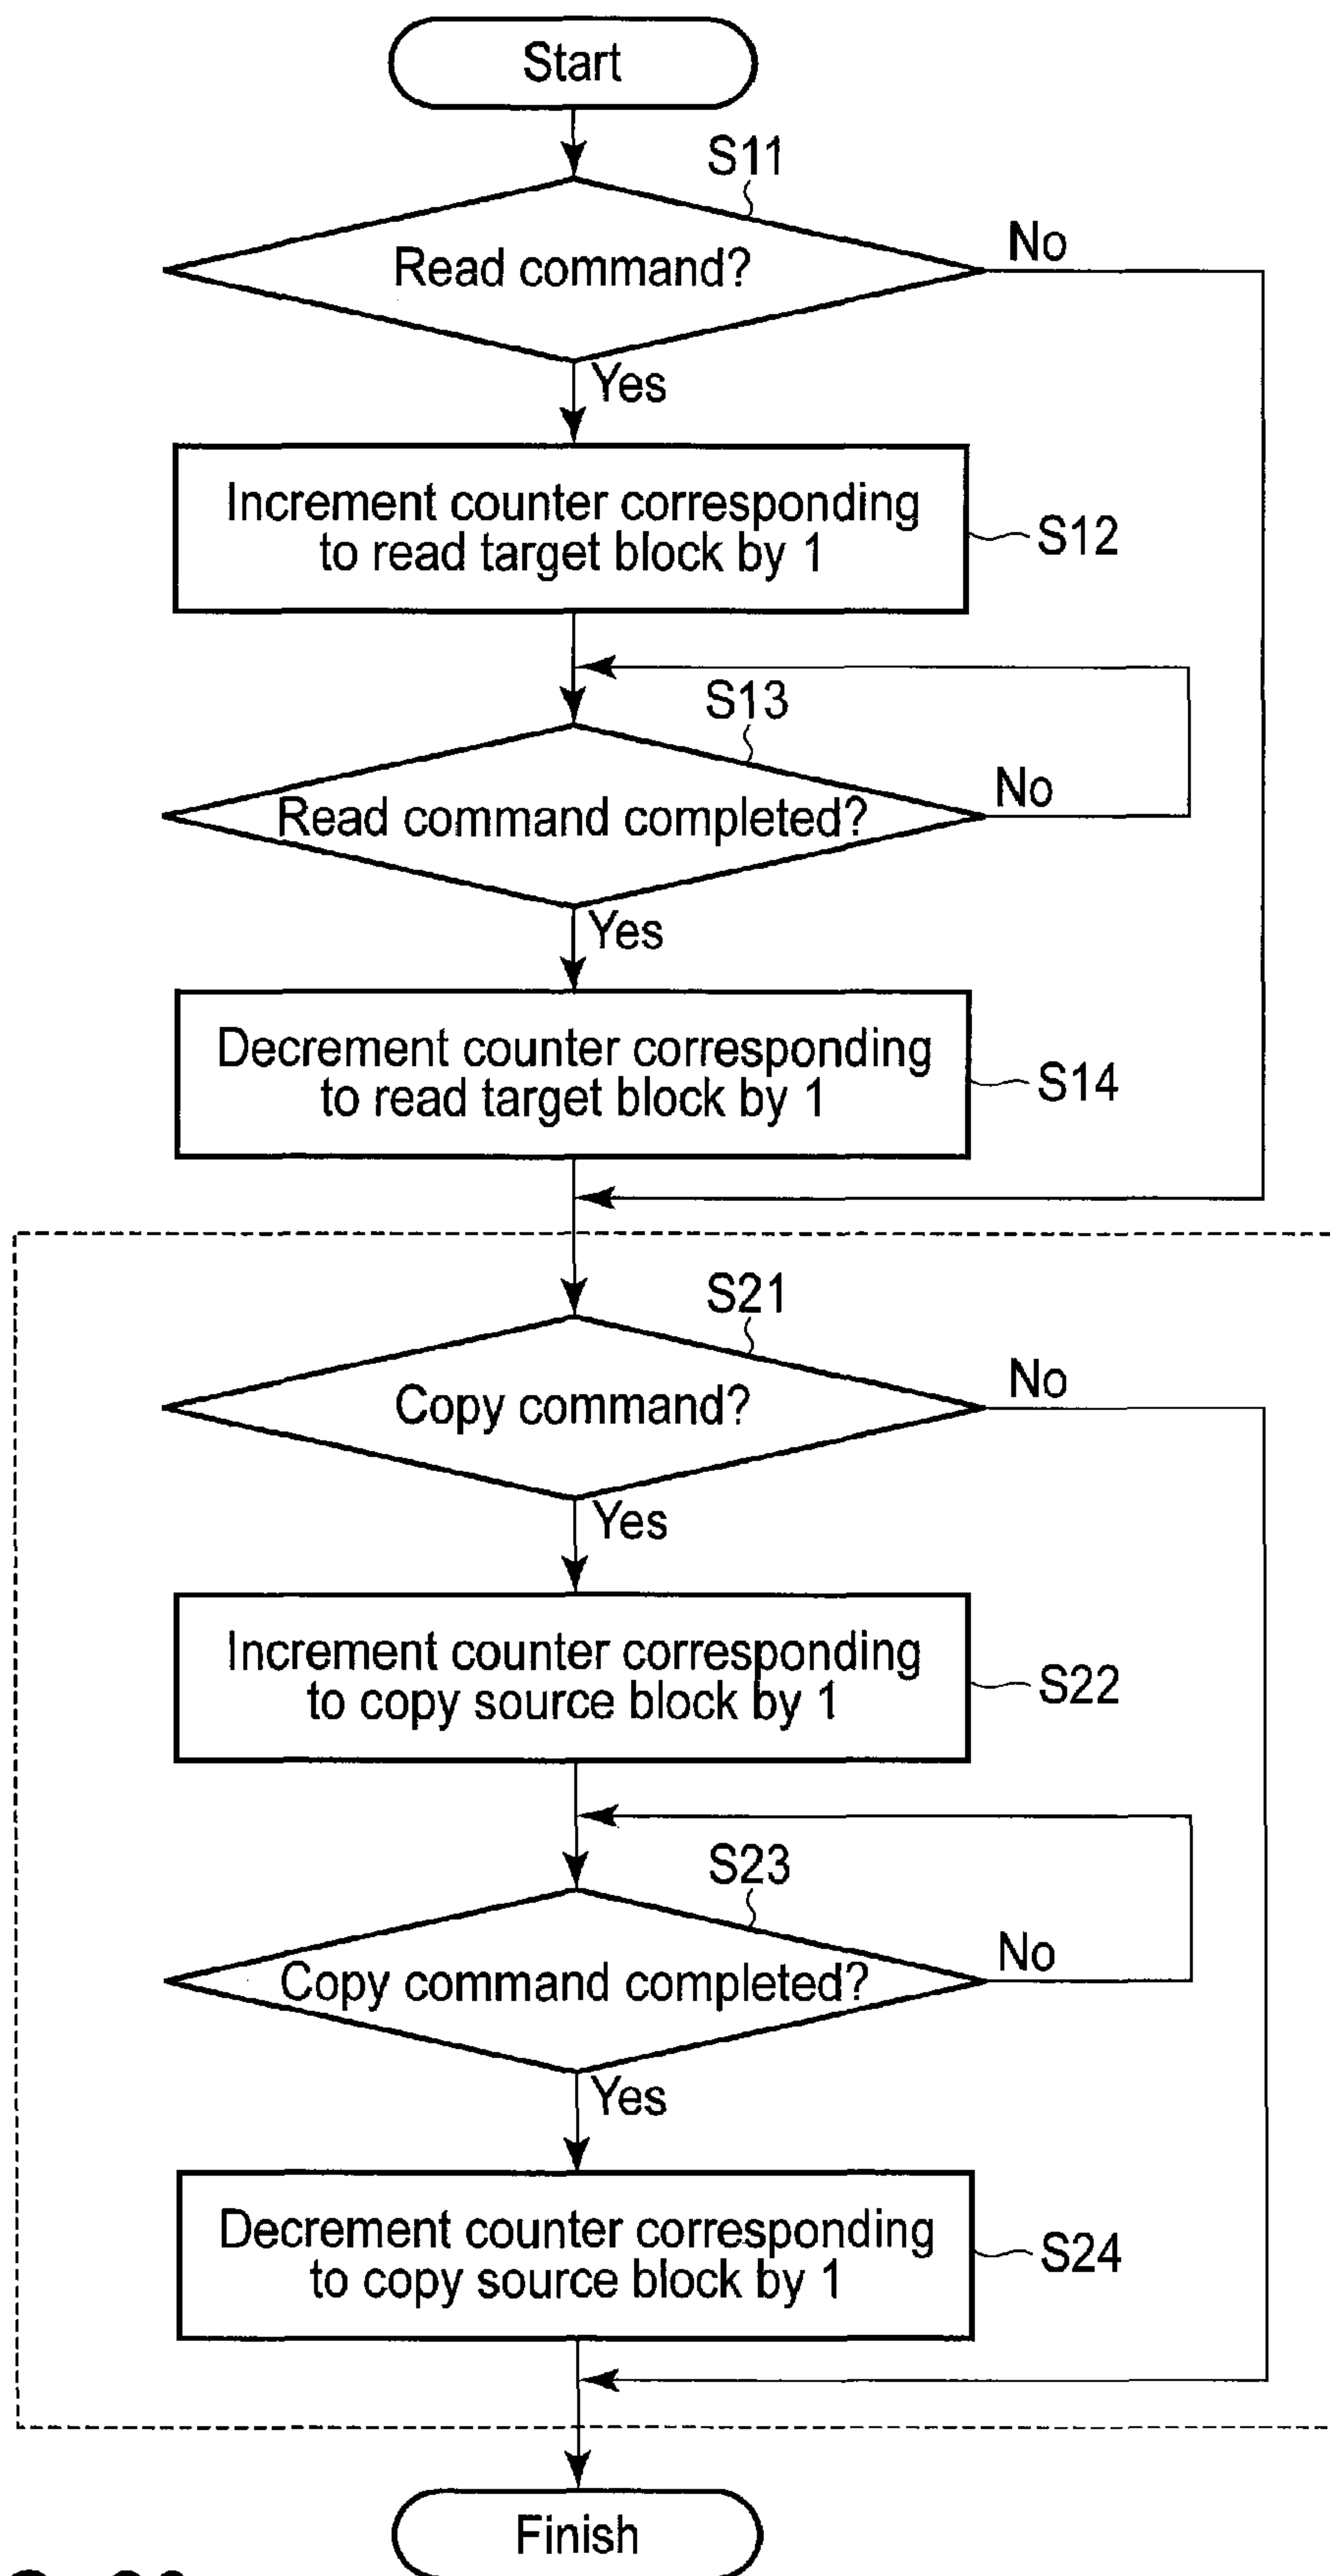 Start
S11
Read command?
No
Yes
Increment counter corresponding
to read target block by 1
S12
S13
Read command completed?
No
Yes
Decrement counter corresponding
to read target block by 1
S14
S21
Copy command?
No
Yes
Increment counter corresponding
to copy source block by 1
S22
S23
Copy command completed?
No
Yes
Decrement counter corresponding
to copy source block by 1
S24
Finish